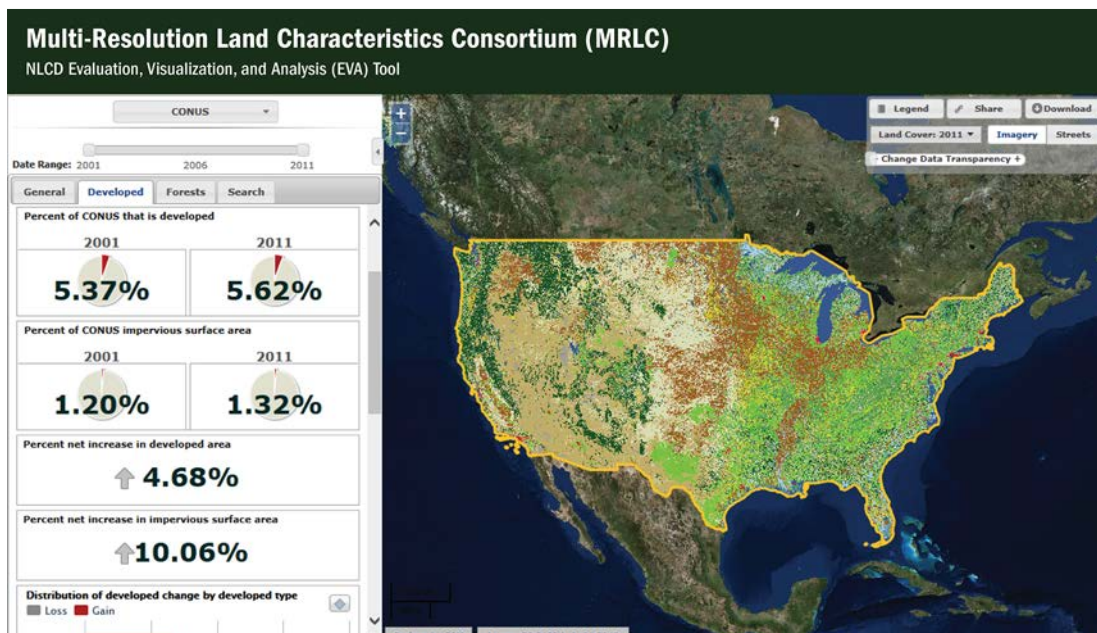 Multi-Resolution Land Characteristics Consortium (MRLC)
NLCD Evaluation, Visualization, and Analysis (EVA) Tool
CONUS
Date Range: 2001 2006 2011
General Developed Forests Search
Percent of CONUS that is developed
2001 2011
5.37% 5.62%
Percent of CONUS impervious surface area
2001 2011
1.20% 1.32%
Percent net increase in developed area
4.68%
Percent net increase in impervious surface area
10.06%
Distribution of developed change by developed type
Loss Gain
+
-
Legend Share Download
Land Cover: 2011 Imagery Streets
- Change Data Transparency +